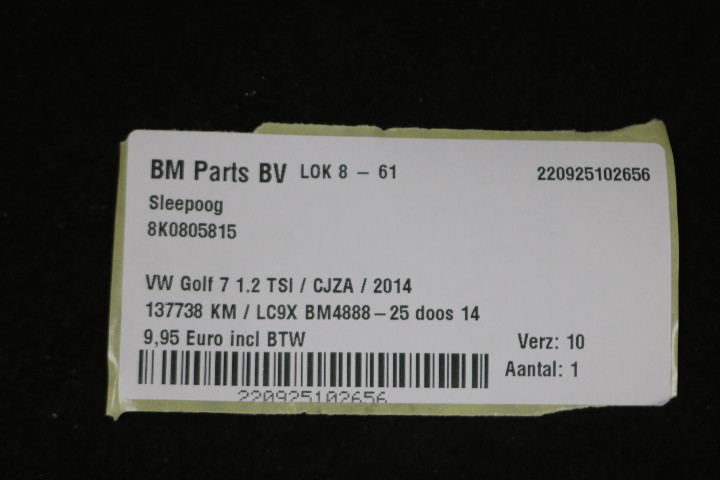 BM Parts BV LOK 8 - 61 220925102656
Sleepoog
8K0805815
VW Golf 7 1.2 TSI / CJZA / 2014
137738 KM / LC9X BM4888-25 doos 14
9,95 Euro incl BTW Verz: 10
Aantal: 1
220925102656